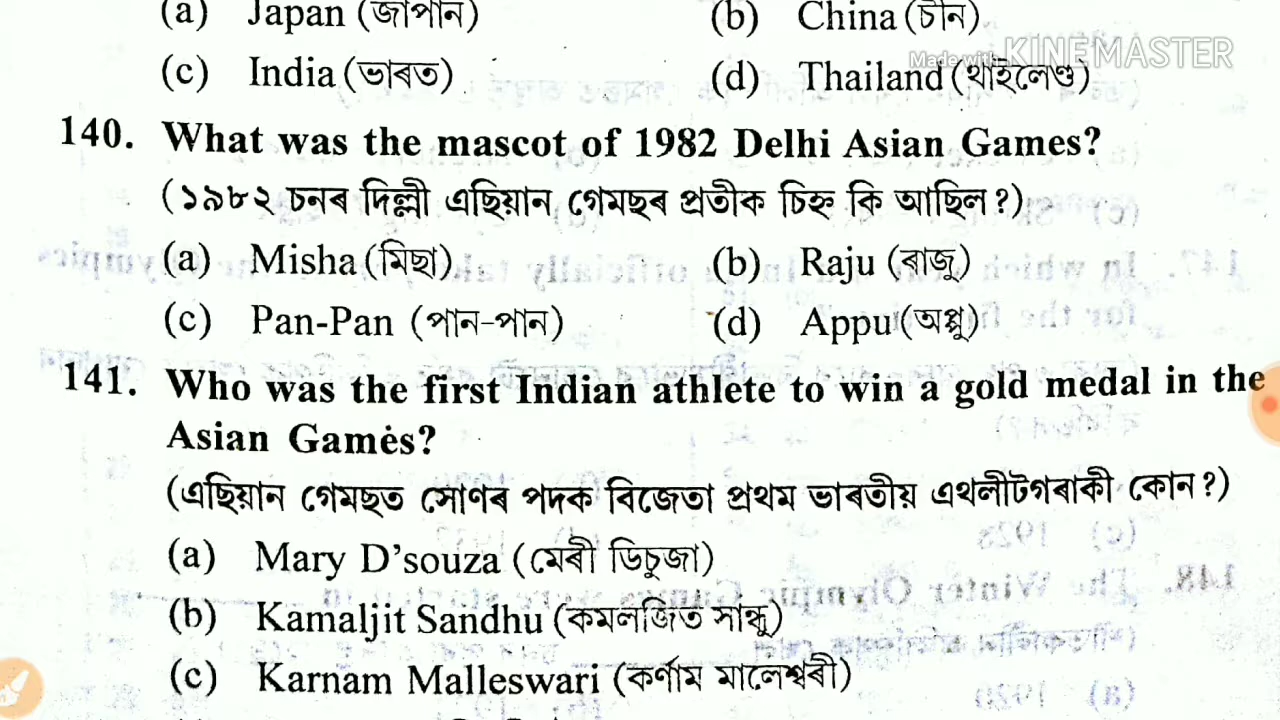 (a) Japan (জাপান) (b) China (চীন)
Made with KINEMASTER
(c) India (ভাৰত) (d) Thailand (থাইলেণ্ড)
140. What was the mascot of 1982 Delhi Asian Games?
(১৯৮২ চনৰ দিল্লী এছিয়ান গেমছৰ প্ৰতীক চিহ্ন কি আছিল?)
(a) Misha (মিছা) (b) Raju (ৰাজু)
(c) Pan-Pan (পান-পান) (d) Appu (অপ্পু)
141. Who was the first Indian athlete to win a gold medal in the
Asian Games?
(এছিয়ান গেমছত সোণৰ পদক বিজেতা প্ৰথম ভাৰতীয় এথলীটগৰাকী কোন?)
(a) Mary D'souza (মেৰী ডিচুজা)
(b) Kamaljit Sandhu (কমলজিত সান্ধু)
(c) Karnam Malleswari (কৰ্ণাম মালেশ্বৰী)